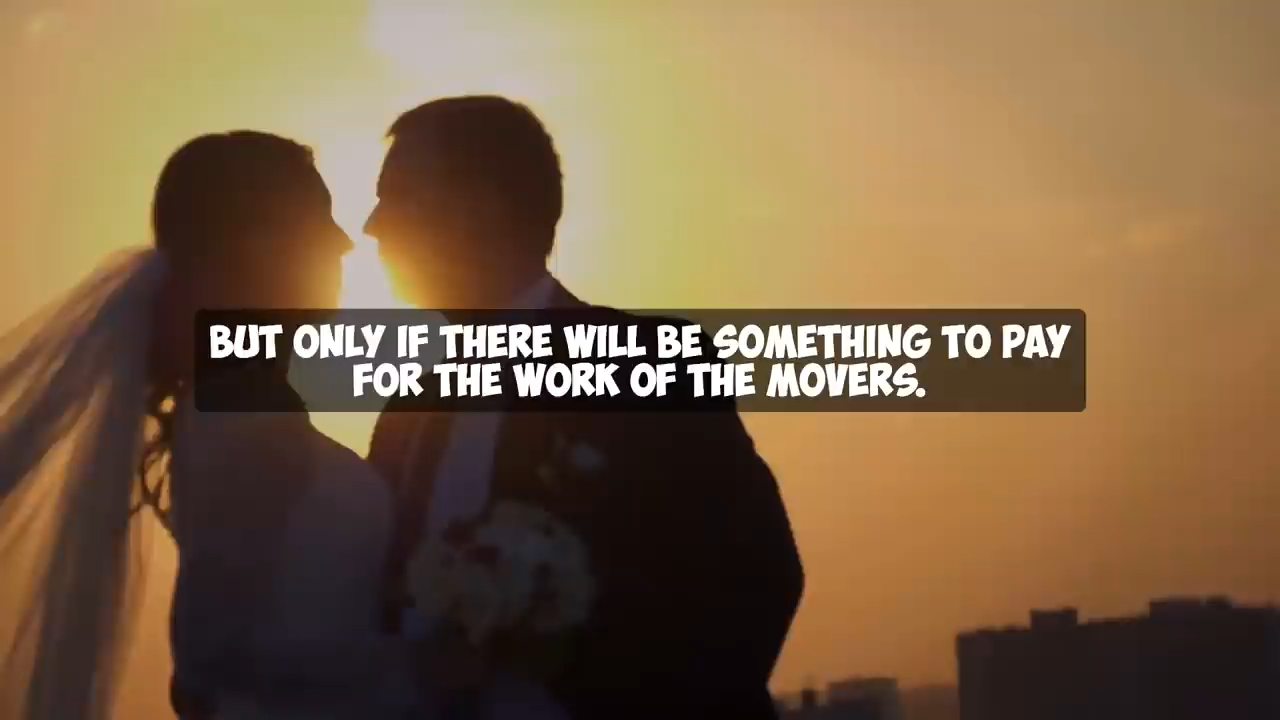 BUT ONLY IF THERE WILL BE SOMETHING TO PAY
FOR THE WORK OF THE MOVERS.